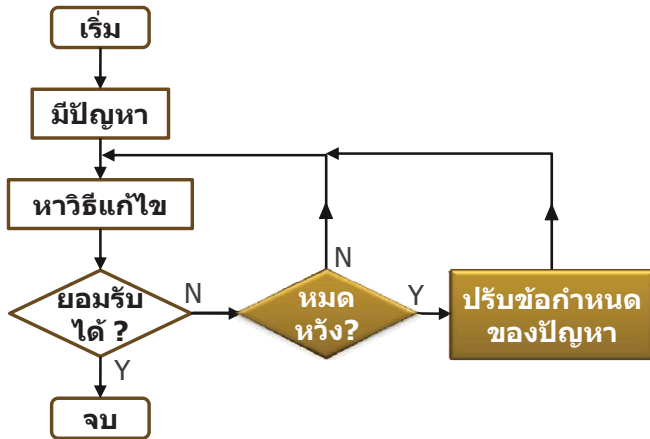 เริ่ม
มีปัญหา
หาวิธีแก้ไข
ยอมรับ
ได้ ?
N
Y
จบ
หมด
หวัง?
N
Y
ปรับข้อกำหนด
ของปัญหา